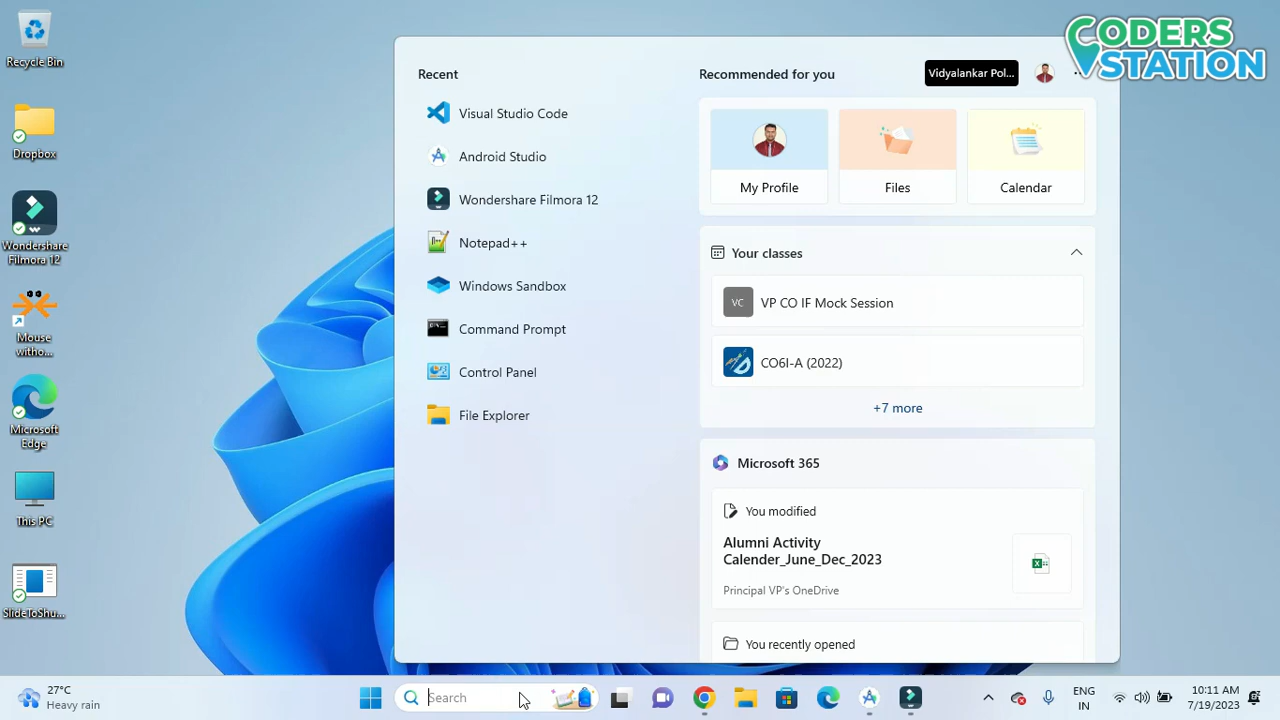 Recycle Bin
Dropbox
Wondershare
Filmora 12
Mouse
witho...
Microsoft
Edge
This PC
SlideToShu...
CODERS
STATION
Recent
Visual Studio Code
Android Studio
Wondershare Filmora 12
Notepad++
Windows Sandbox
Command Prompt
Control Panel
File Explorer
Recommended for you
Vidyalankar Pol...
My Profile
Files
Calendar
Your classes
VC
VP CO IF Mock Session
CO6I-A (2022)
+7 more
Microsoft 365
You modified
Alumni Activity
Calender_June_Dec_2023
Principal VP's OneDrive
You recently opened
27°C
Heavy rain
Search
ENG
IN
10:11 AM
7/19/2023